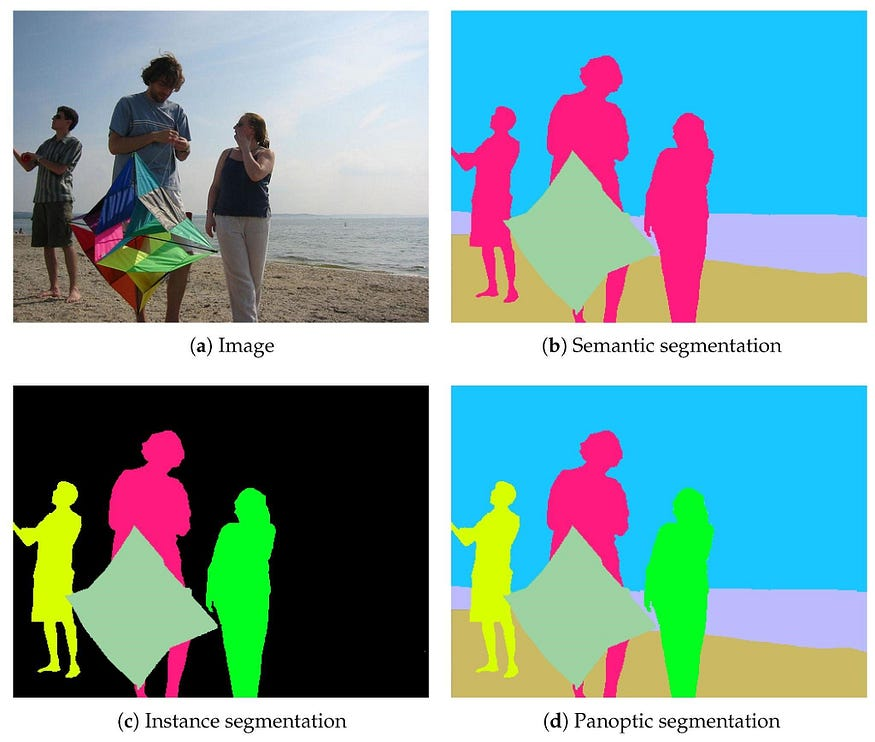 (a) Image
(b) Semantic segmentation
(c) Instance segmentation
(d) Panoptic segmentation